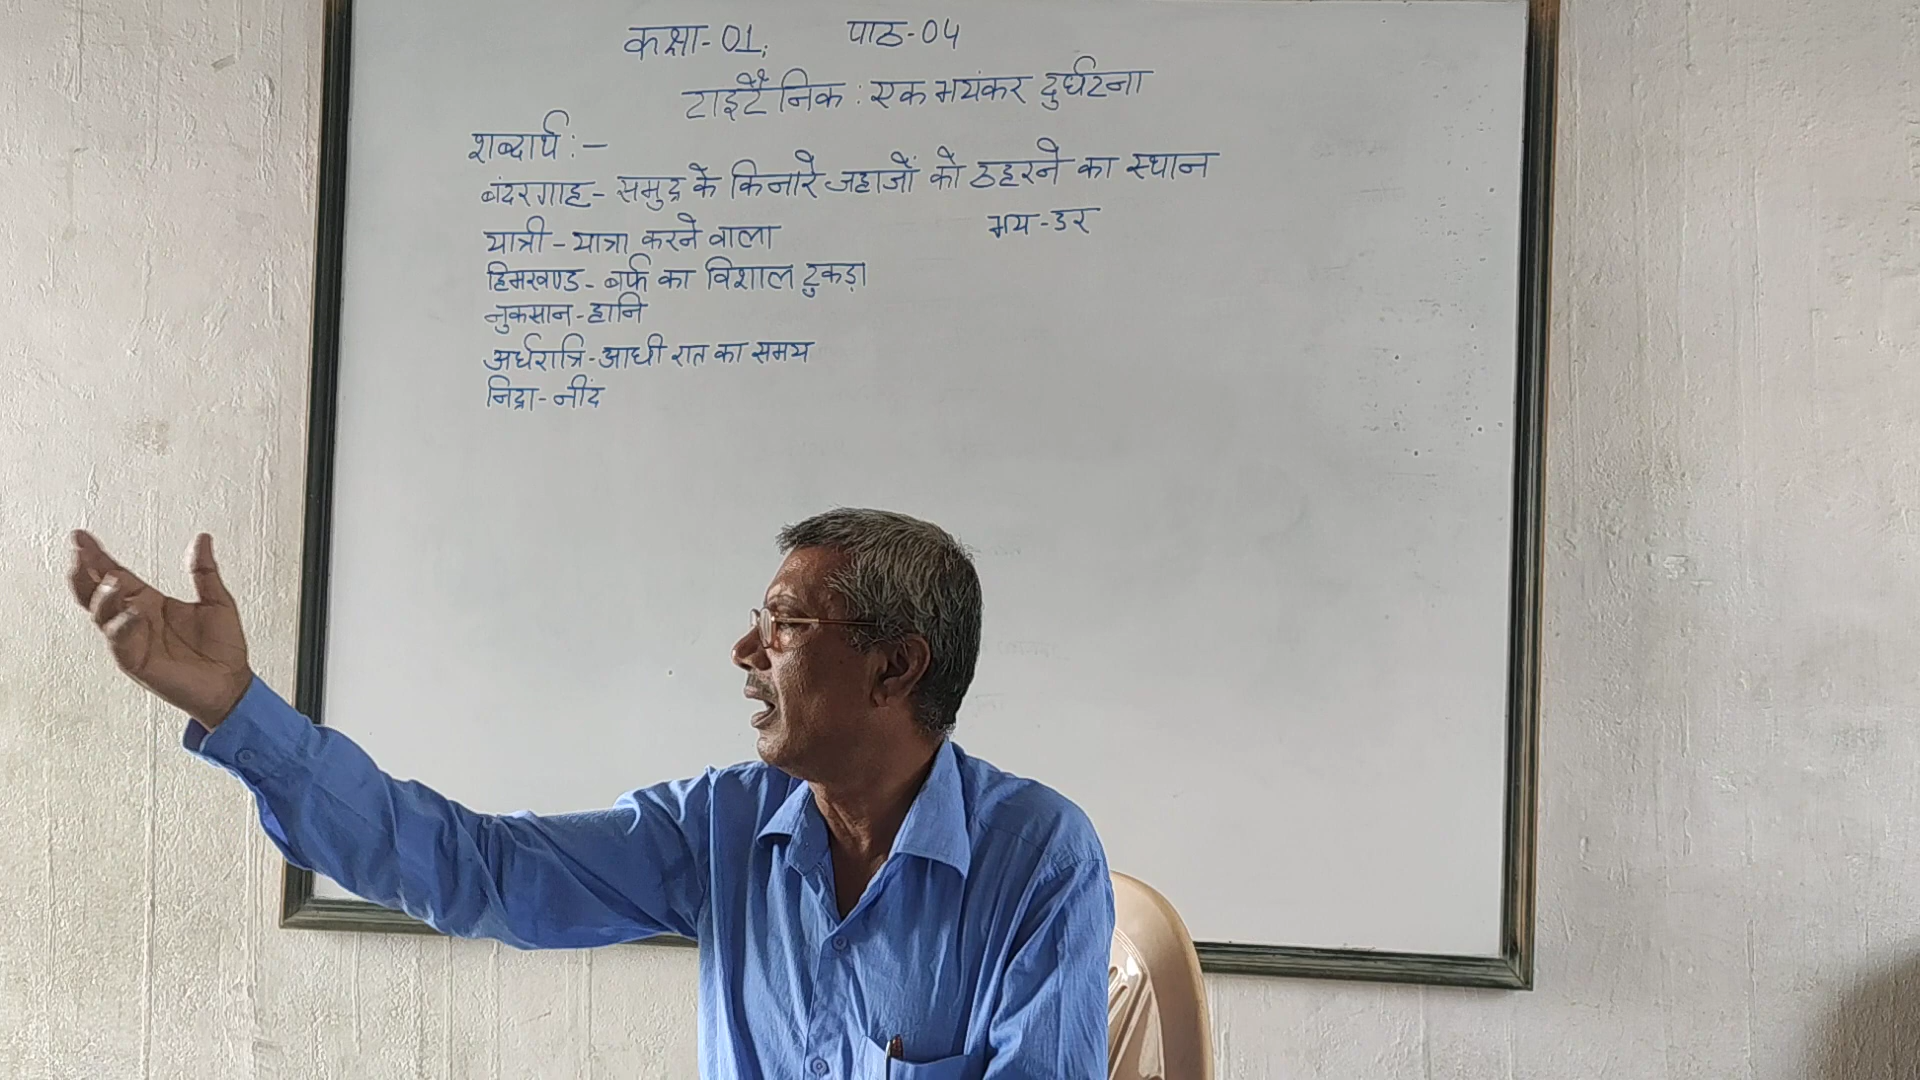 कक्षा-01, पाठ-04
टाईटैनिक : एक भयंकर दुर्घटना
शब्दार्थ :-
बंदरगाह - समुद्र के किनारे जहाजों को ठहरने का स्थान
यात्री - यात्रा करने वाला भय - डर
हिमखण्ड - बर्फ का विशाल टुकड़ा
नुकसान - हानि
अर्धरात्रि - आधी रात का समय
निद्रा - नींद